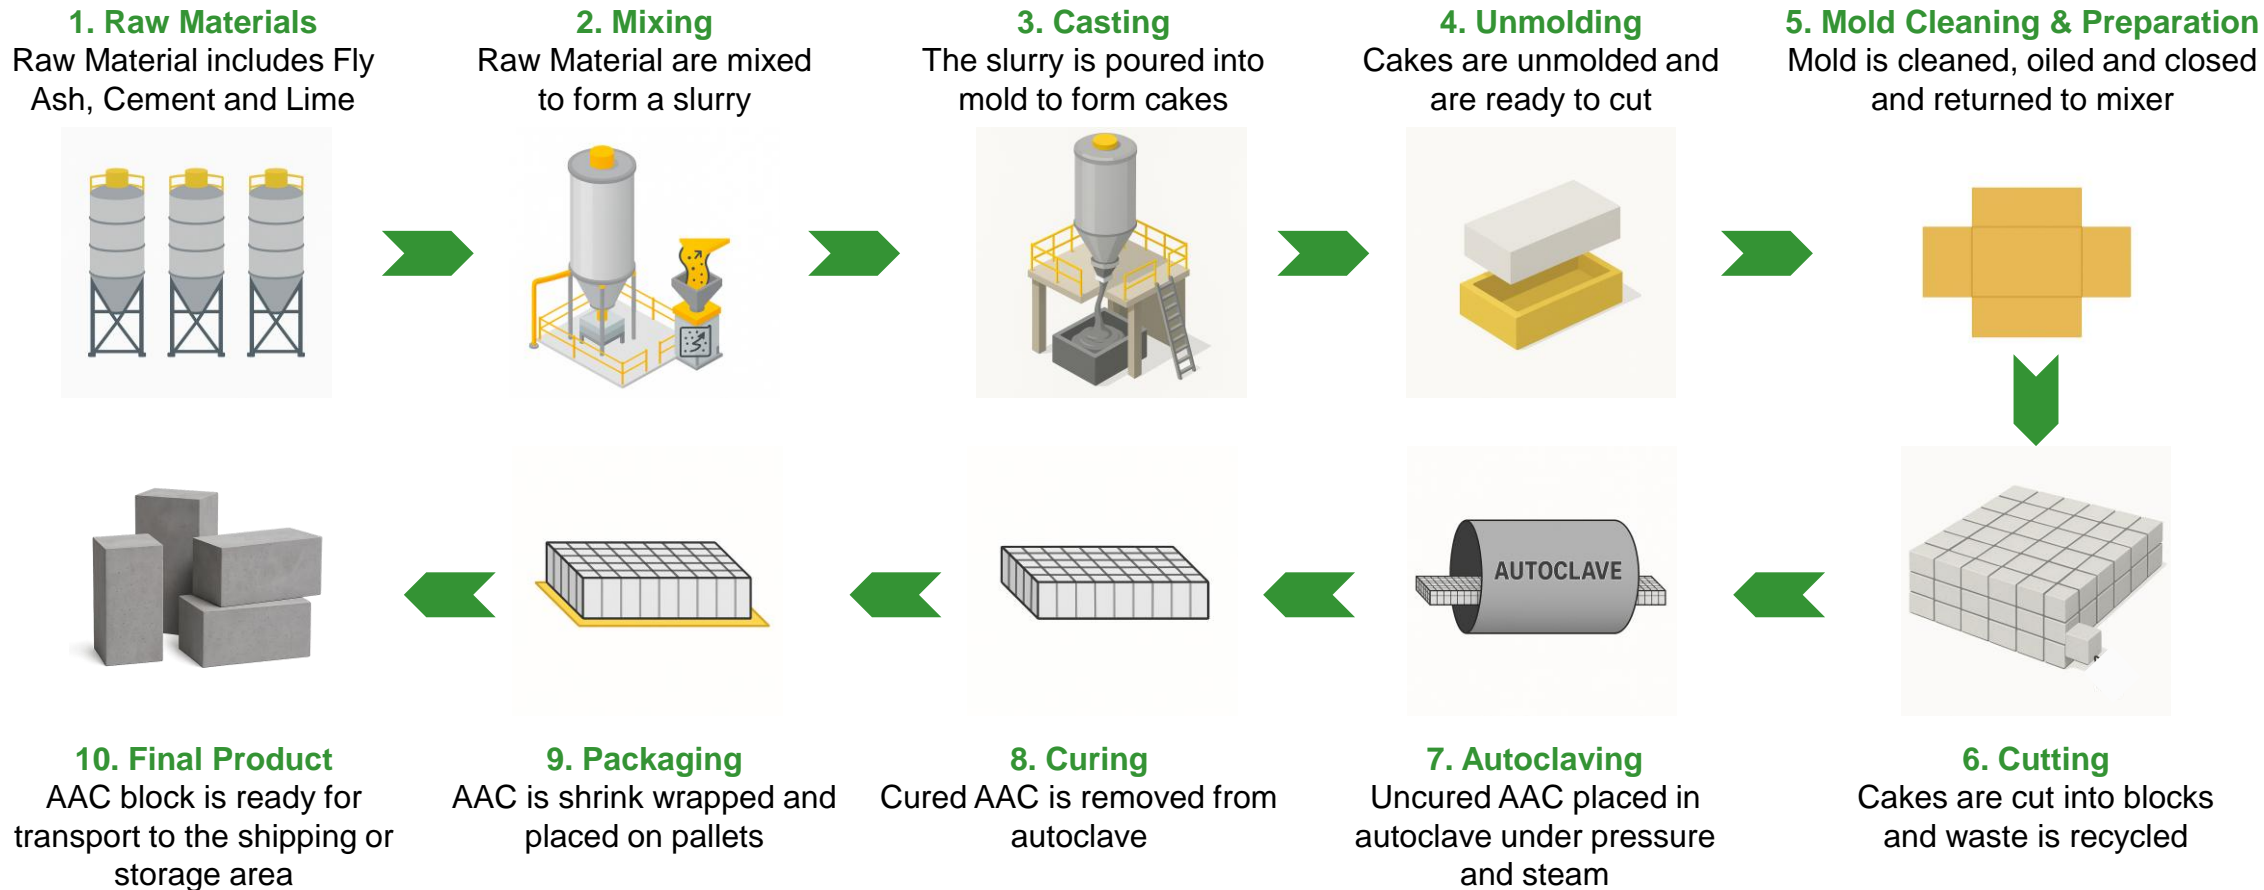 1. Raw Materials
Raw Material includes Fly
Ash, Cement and Lime
2. Mixing
Raw Material are mixed
to form a slurry
3. Casting
The slurry is poured into
mold to form cakes
4. Unmolding
Cakes are unmolded and
are ready to cut
5. Mold Cleaning & Preparation
Mold is cleaned, oiled and closed
and returned to mixer
6. Cutting
Cakes are cut into blocks
and waste is recycled
AUTOCLAVE
7. Autoclaving
Uncured AAC placed in
autoclave under pressure
and steam
8. Curing
Cured AAC is removed from
autoclave
9. Packaging
AAC is shrink wrapped and
placed on pallets
10. Final Product
AAC block is ready for
transport to the shipping or
storage area